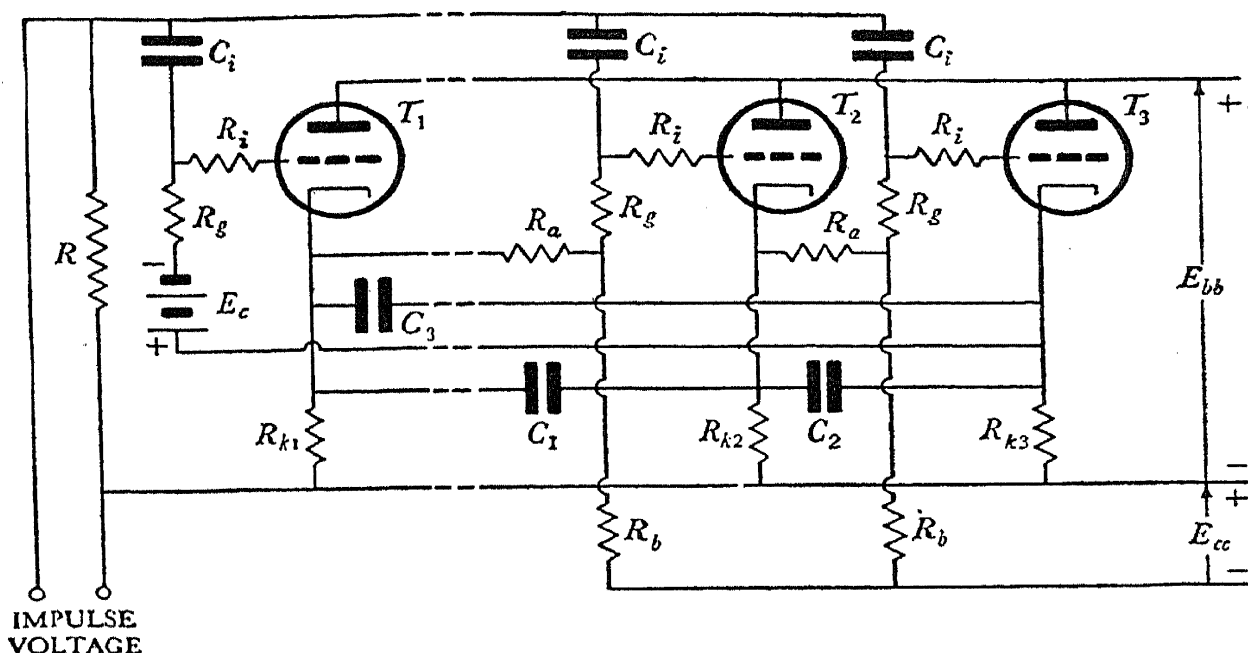 C_i
C_i
C_i
T_1
T_2
T_3
+
R_i
R_i
R_i
R_g
R_g
R_g
R_a
R_a
R
−
E_c
+
C_3
E_bb
R_k1
C_1
R_k2
C_2
R_k3
−
+
R_b
R_b
E_cc
−
IMPULSE
VOLTAGE